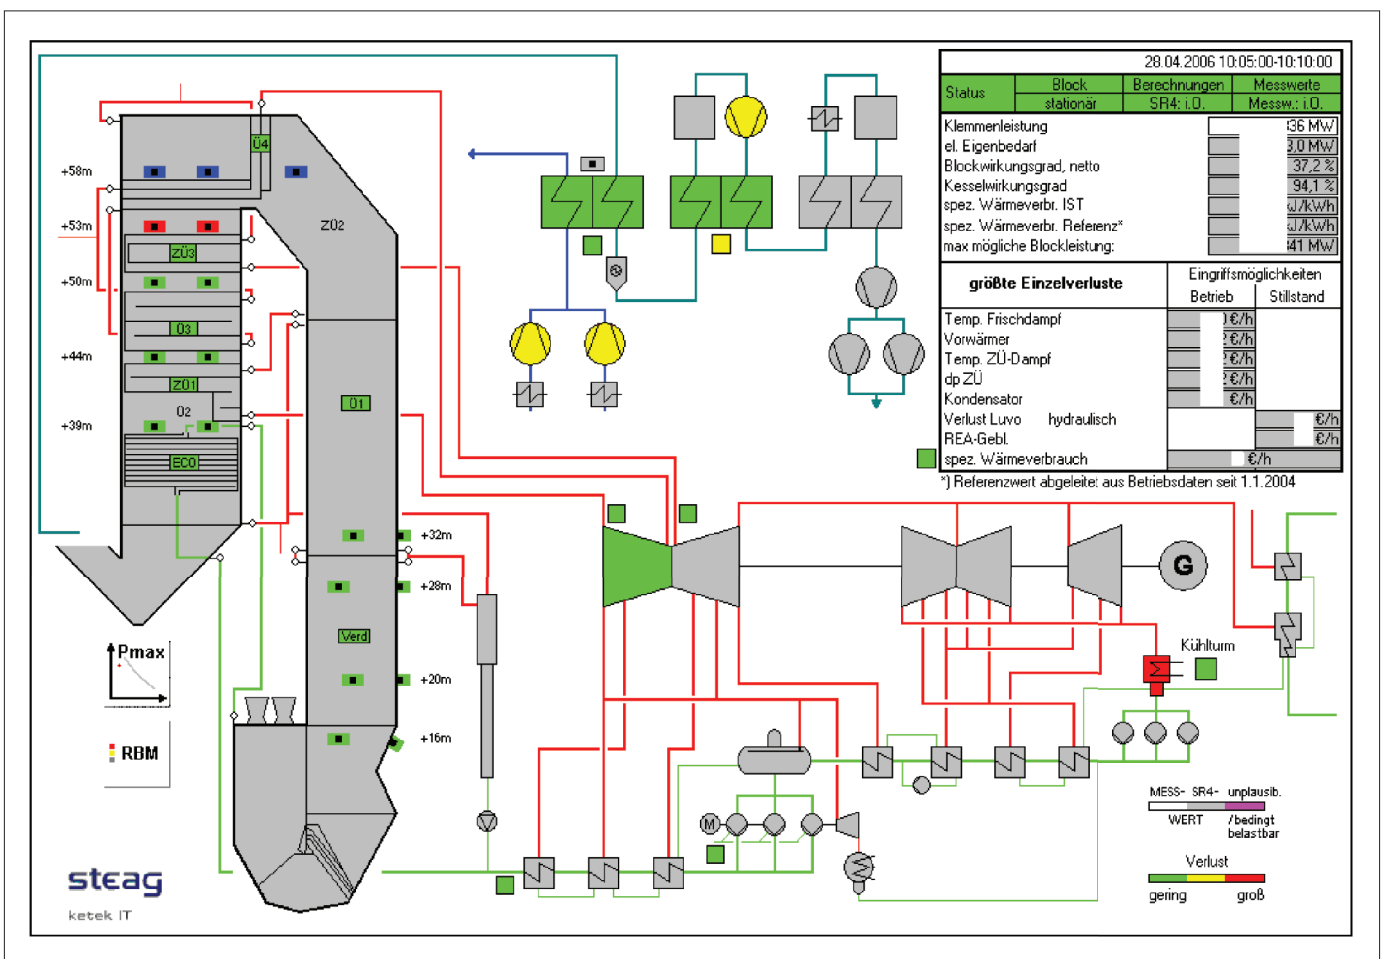 28.04.2006 10:05:00-10:10:00
Status
Block
Berechnungen
Messwerte
stationär
SR4: i.O.
Messw.: i.O.
Klemmenleistung
36 MW
el. Eigenbedarf
3,0 MW
Blockwirkungsgrad, netto
37,2 %
Kesselwirkungsgrad
94,1 %
spez. Wärmeverbr. IST
J/kWh
spez. Wärmeverbr. Referenz*
J/kWh
max mögliche Blockleistung:
41 MW
größte Einzelverluste
Eingriffsmöglichkeiten
Betrieb
Stillstand
Temp. Frischdampf
€/h
Vorwärmer
2 €/h
Temp. ZÜ-Dampf
2 €/h
dp ZÜ
2 €/h
Kondensator
€/h
Verlust Luvo hydraulisch
€/h
REA-Gebl.
€/h
spez. Wärmeverbrauch
€/h
*) Referenzwert abgeleitet aus Betriebsdaten seit 1.1.2004
Ü4
+58m
+53m
ZÜ2
ZÜ3
+50m
Ü3
+44m
ZÜ1
Ü2
Ü1
+39m
ECO
+32m
+28m
Verd
+20m
+16m
Pmax
RBM
G
Kühlturm
M
MESS- SR4- unplausib.
WERT /bedingt
belastbar
Verlust
gering groß
steag
ketek IT